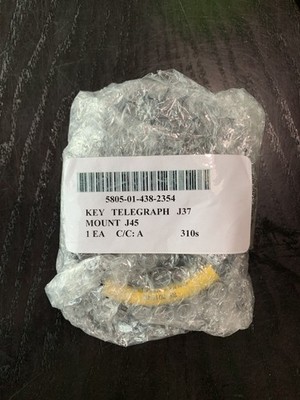 5805-01-438-2354
KEY TELEGRAPH J37
MOUNT J45
1 EA C/C: A 310s